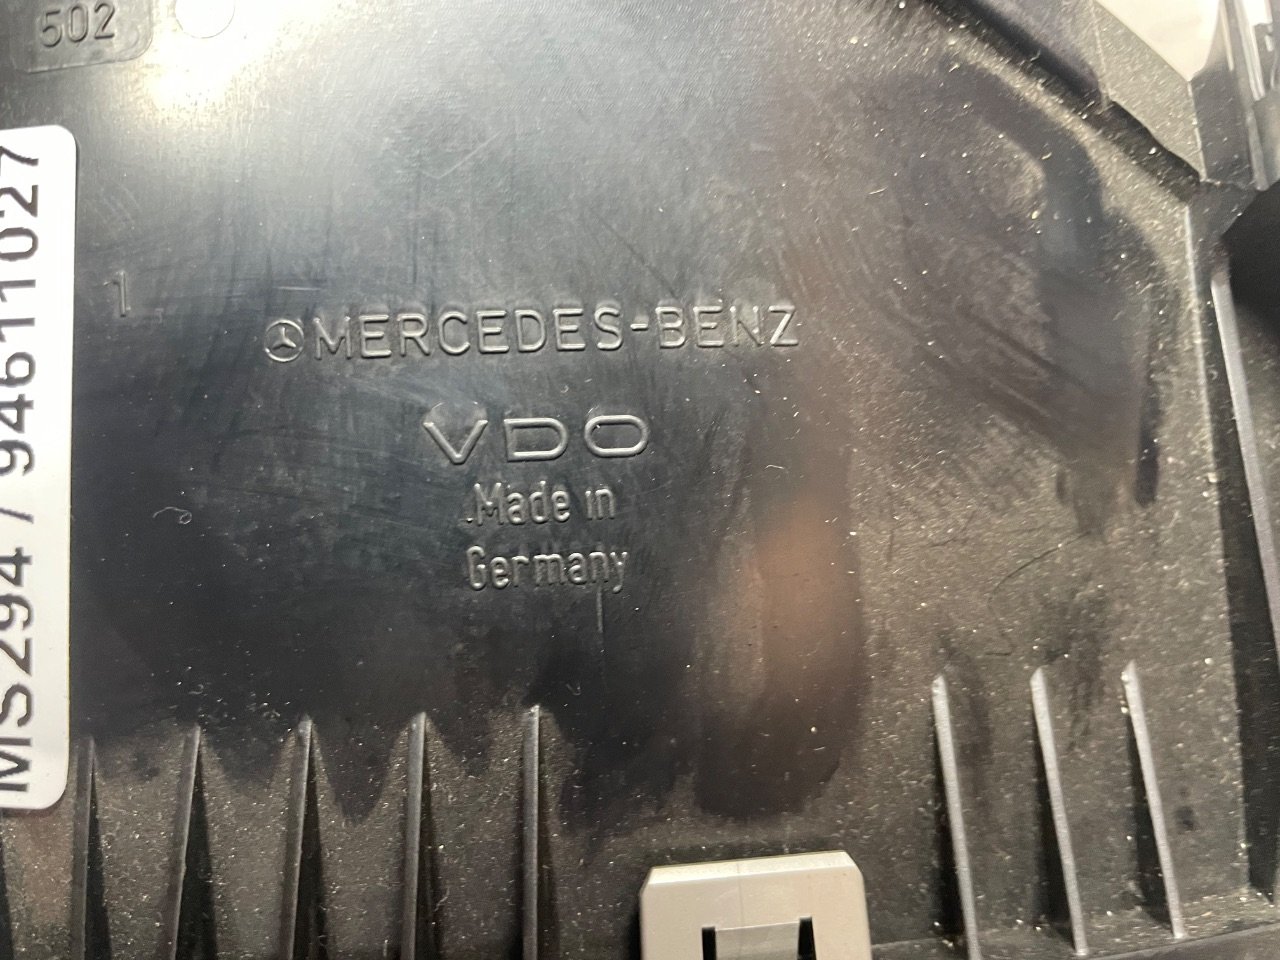 502
MS294 / 94611027
1
MERCEDES-BENZ
VDO
Made in
Germany